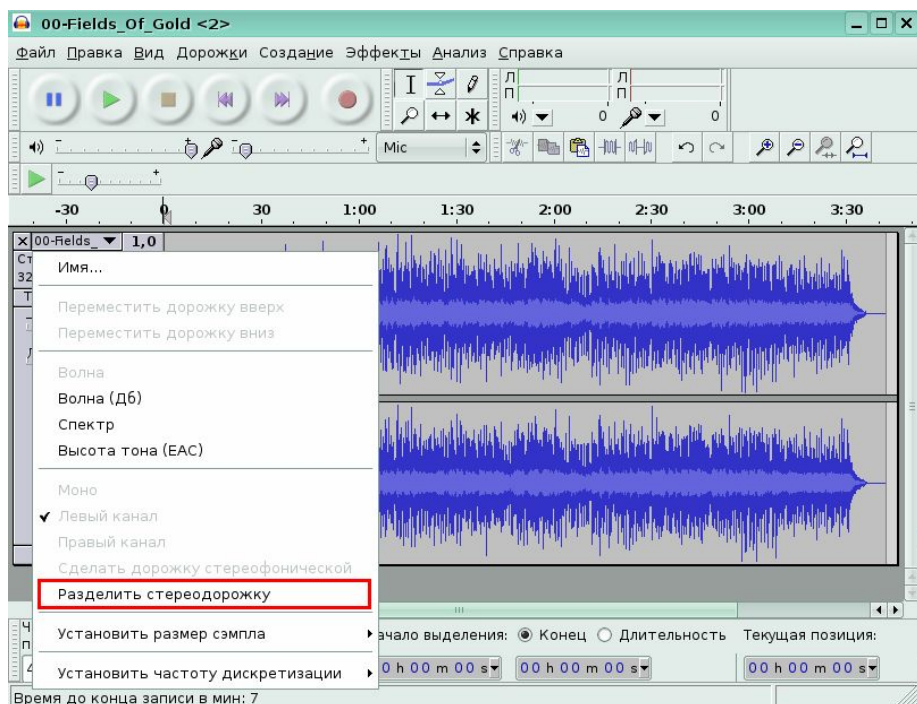 00-Fields_Of_Gold <2>
Файл Правка Вид Дорожки Создание Эффекты Анализ Справка
Л
П
Л
П
0
0
Mic
-30 0 30 1:00 1:30 2:00 2:30 3:00 3:30
00-Fields_ 1,0
Ст
32
Имя...
Переместить дорожку вверх
Переместить дорожку вниз
Волна
Волна (Дб)
Спектр
Высота тона (EAC)
Моно
Левый канал
Правый канал
Сделать дорожку стереофонической
Разделить стереодорожку
Установить размер сэмпла
Установить частоту дискретизации
ачало выделения: Конец Длительность Текущая позиция:
0 h 00 m 00 s 00 h 00 m 00 s 00 h 00 m 00 s
Время до конца записи в мин: 7